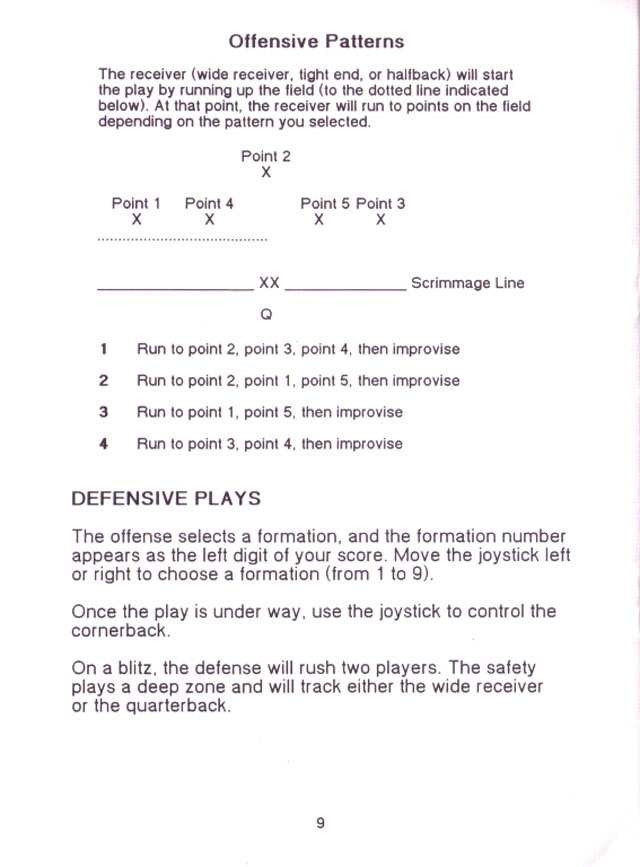 Offensive Patterns
The receiver (wide receiver, tight end, or halfback) will start
the play by running up the field (to the dotted line indicated
below). At that point, the receiver will run to points on the field
depending on the pattern you selected.
Point 2
X
Point 1 Point 4 Point 5 Point 3
X X X X
........................................
____________________ XX ________________ Scrimmage Line
Q
1 Run to point 2, point 3, point 4, then improvise
2 Run to point 2, point 1, point 5, then improvise
3 Run to point 1, point 5, then improvise
4 Run to point 3, point 4, then improvise
DEFENSIVE PLAYS
The offense selects a formation, and the formation number
appears as the left digit of your score. Move the joystick left
or right to choose a formation (from 1 to 9).
Once the play is under way, use the joystick to control the
cornerback.
On a blitz, the defense will rush two players. The safety
plays a deep zone and will track either the wide receiver
or the quarterback.
9